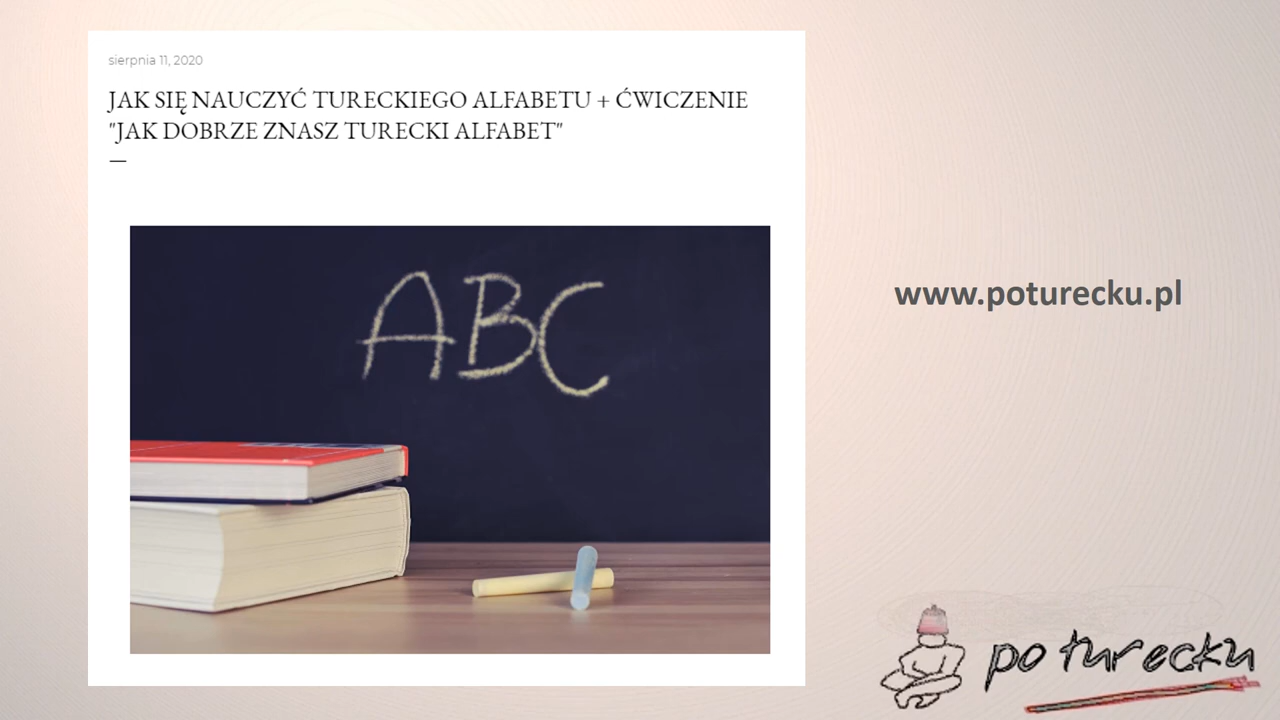 sierpnia 11, 2020
JAK SIĘ NAUCZYĆ TURECKIEGO ALFABETU + ĆWICZENIE
"JAK DOBRZE ZNASZ TURECKI ALFABET"
—
ABC
www.poturecku.pl
po turecku